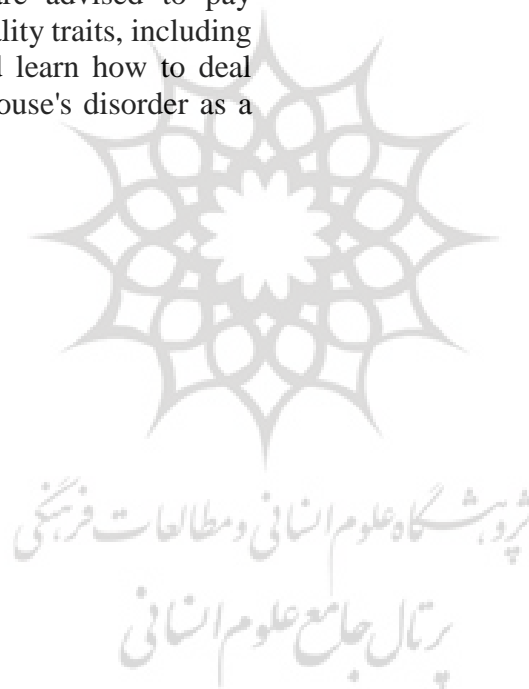 are advised to pay
ality traits, including
d learn how to deal
ouse's disorder as a
پژوهشگاه علوم انسانی و مطالعات فرهنگی
پرتال جامع علوم انسانی